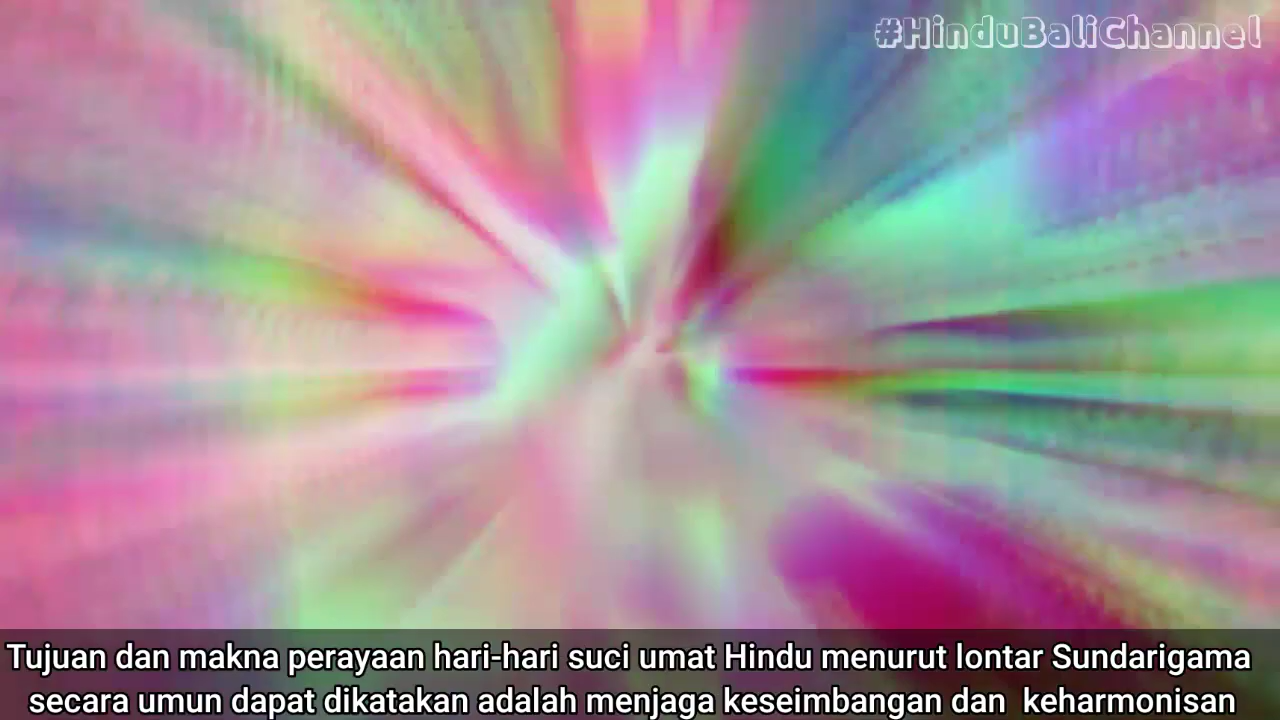 #HinduBaliChannel
Tujuan dan makna perayaan hari-hari suci umat Hindu menurut lontar Sundarigama
secara umun dapat dikatakan adalah menjaga keseimbangan dan  keharmonisan